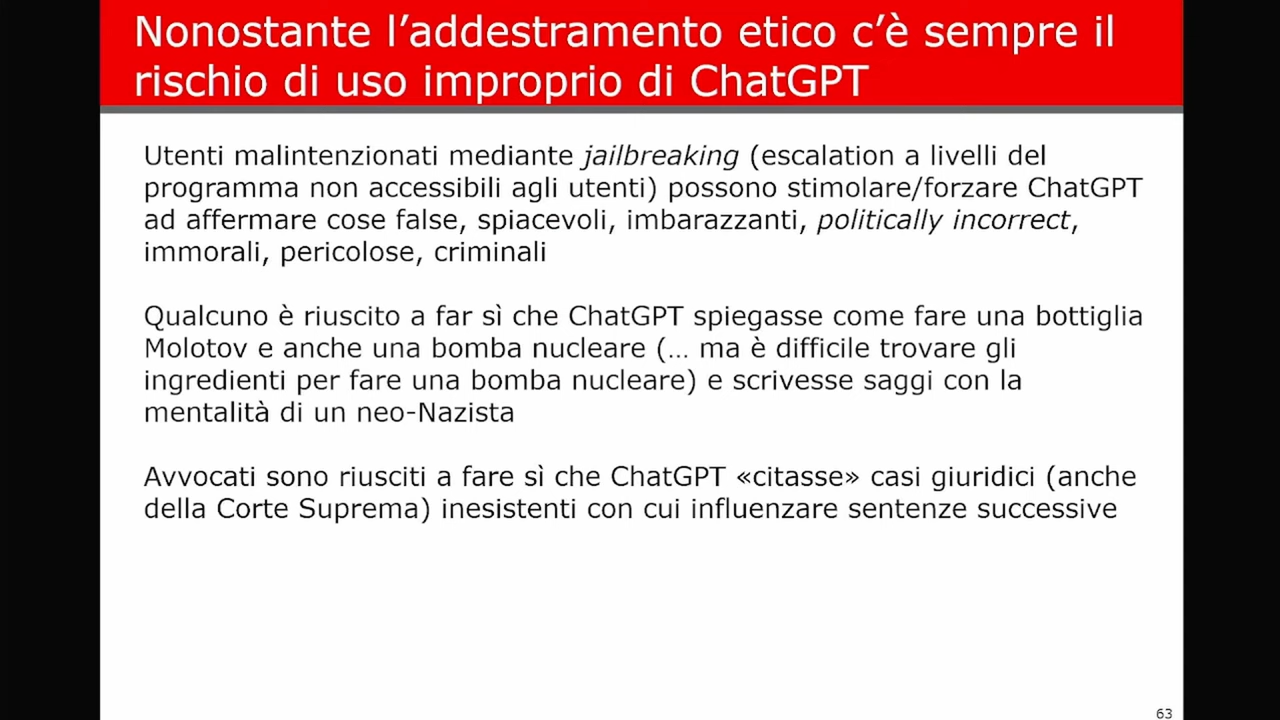 Nonostante l’addestramento etico c’è sempre il
rischio di uso improprio di ChatGPT
Utenti malintenzionati mediante jailbreaking (escalation a livelli del
programma non accessibili agli utenti) possono stimolare/forzare ChatGPT
ad affermare cose false, spiacevoli, imbarazzanti, politically incorrect,
immorali, pericolose, criminali
Qualcuno è riuscito a far sì che ChatGPT spiegasse come fare una bottiglia
Molotov e anche una bomba nucleare (… ma è difficile trovare gli
ingredienti per fare una bomba nucleare) e scrivesse saggi con la
mentalità di un neo-Nazista
Avvocati sono riusciti a fare sì che ChatGPT «citasse» casi giuridici (anche
della Corte Suprema) inesistenti con cui influenzare sentenze successive
63